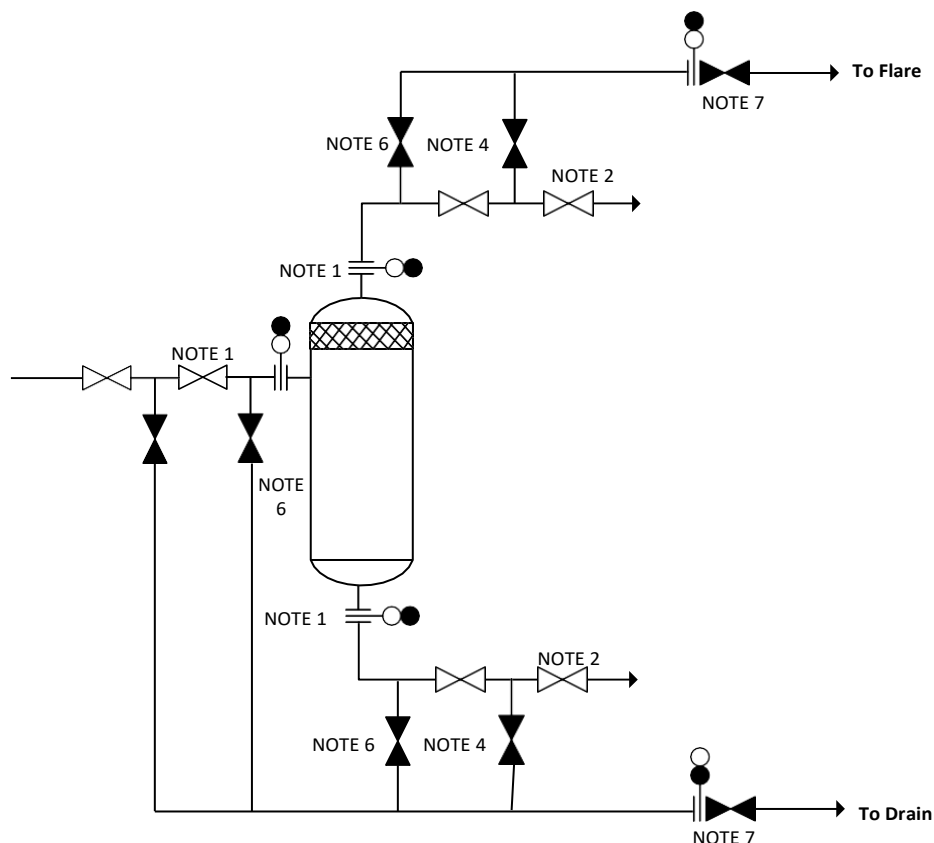 To Flare
NOTE 7
NOTE 6
NOTE 4
NOTE 2
NOTE 1
NOTE 1
NOTE
6
NOTE 1
NOTE 2
NOTE 6
NOTE 4
To Drain
NOTE 7